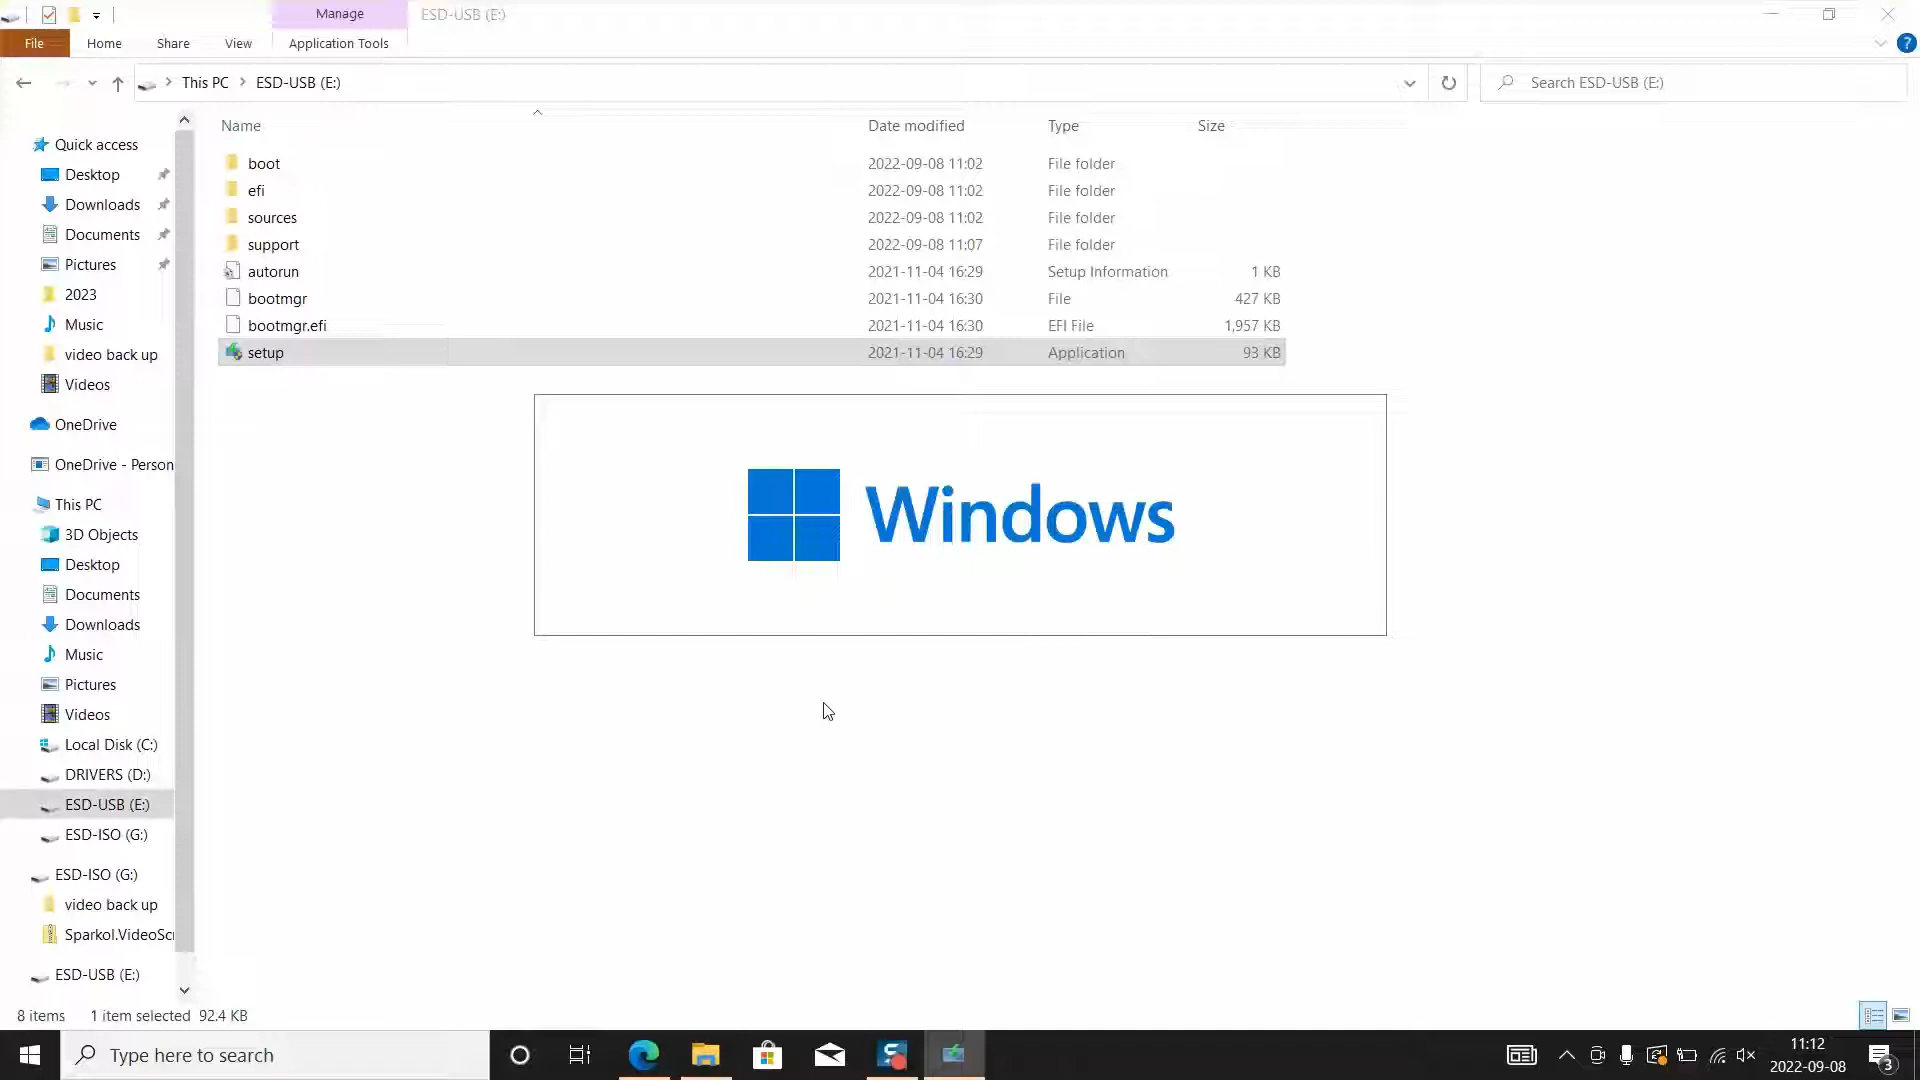 Manage
ESD-USB (E:)
File
Home
Share
View
Application Tools
?
This PC
ESD-USB (E:)
Search ESD-USB (E:)
Name
Date modified
Type
Size
boot
2022-09-08 11:02
File folder
efi
2022-09-08 11:02
File folder
sources
2022-09-08 11:02
File folder
support
2022-09-08 11:07
File folder
autorun
2021-11-04 16:29
Setup Information
1 KB
bootmgr
2021-11-04 16:30
File
427 KB
bootmgr.efi
2021-11-04 16:30
EFI File
1,957 KB
setup
2021-11-04 16:29
Application
93 KB
Quick access
Desktop
Downloads
Documents
Pictures
2023
Music
video back up
Videos
OneDrive
OneDrive - Person
This PC
3D Objects
Desktop
Documents
Downloads
Music
Pictures
Videos
Local Disk (C:)
DRIVERS (D:)
ESD-USB (E:)
ESD-ISO (G:)
ESD-ISO (G:)
video back up
Sparkol.VideoScr
ESD-USB (E:)
Windows
8 items
1 item selected
92.4 KB
Type here to search
11:12
2022-09-08
3